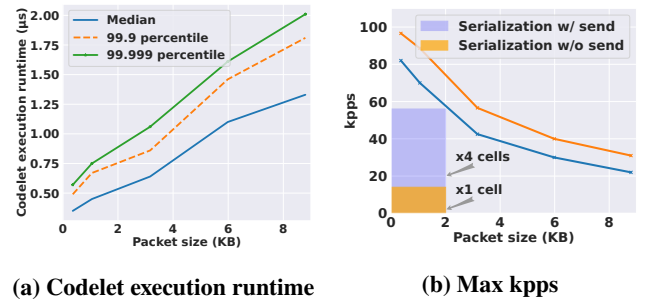 Codelet execution runtime (µs)
2.00
1.75
1.50
1.25
1.00
0.75
0.50
Median
99.9 percentile
99.999 percentile
0 2 4 6 8
Packet size (KB)
(a) Codelet execution runtime
kpps
100
80
60
40
20
0
Serialization w/ send
Serialization w/o send
x4 cells
x1 cell
0 2 4 6 8
Packet size (KB)
(b) Max kpps